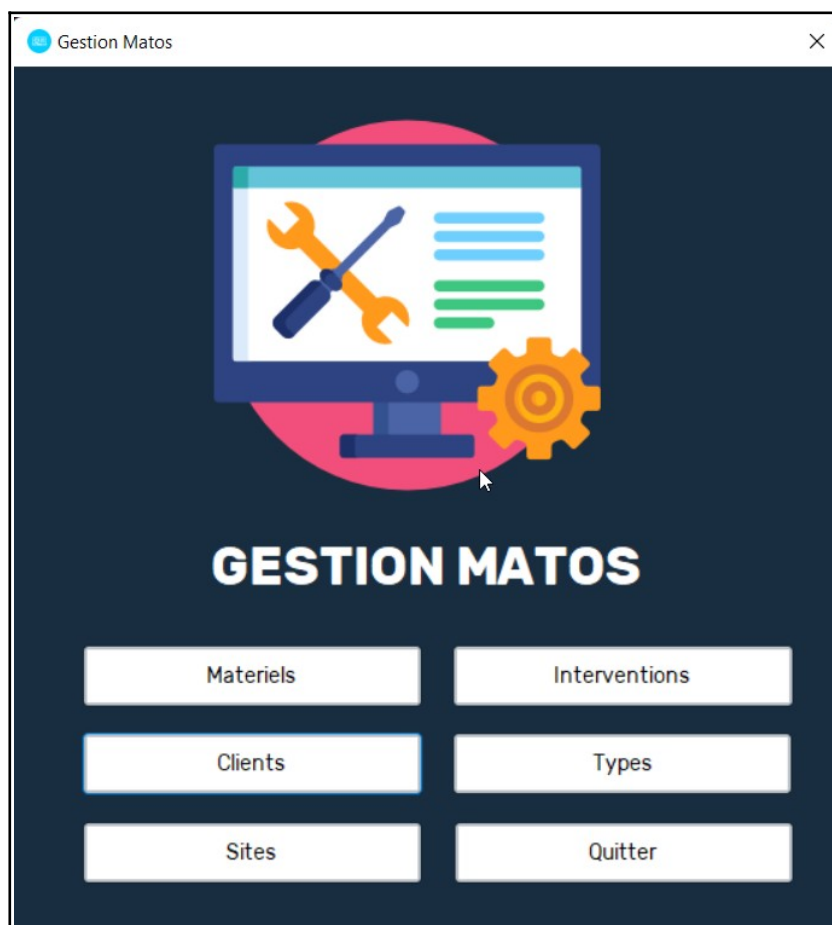 Gestion Matos
GESTION MATOS
Materiels
Interventions
Clients
Types
Sites
Quitter